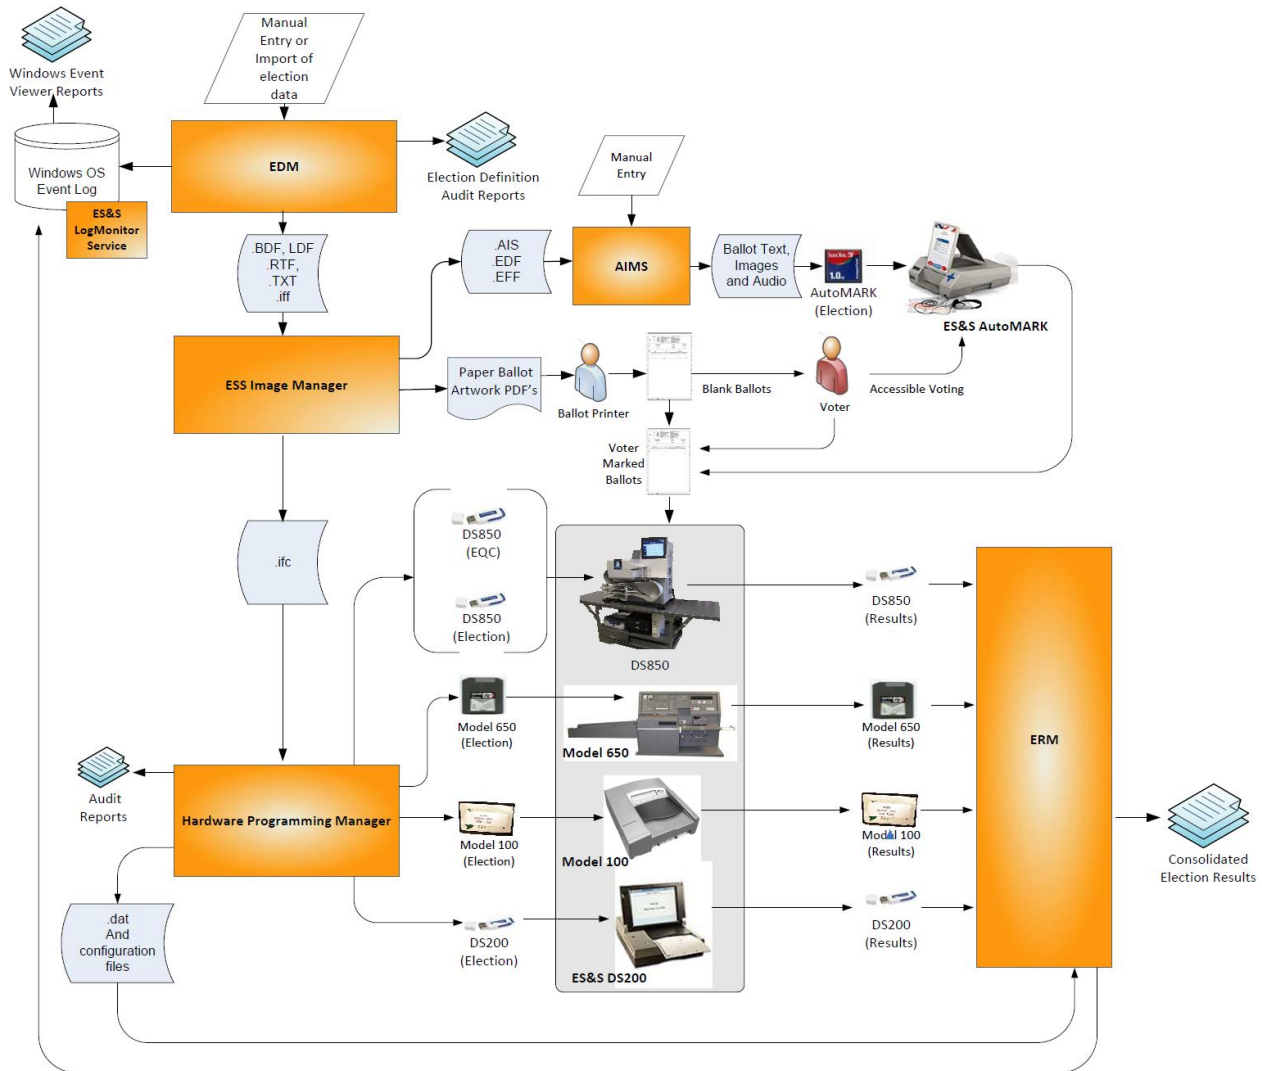 Manual
Entry or
Import of
election
data
Windows Event
Viewer Reports
EDM
Windows OS
Event Log
ES&S
LogMonitor
Service
Election Definition
Audit Reports
Manual
Entry
.BDF, LDF
.RTF,
.TXT
.iff
.AIS
.EDF
.EFF
AIMS
Ballot Text,
Images
and Audio
AutoMARK
(Election)
ES&S AutoMARK
ESS Image Manager
Paper Ballot
Artwork PDF's
Ballot Printer
Blank Ballots
Voter
Accessible Voting
Voter
Marked
Ballots
.ifc
DS850
(EQC)
DS850
(Election)
DS850
DS850
(Results)
Model 650
(Election)
Model 650
Model 650
(Results)
ERM
Audit
Reports
Hardware Programming Manager
Model 100
(Election)
Model 100
Model 100
(Results)
Consolidated
Election Results
.dat
And
configuration
files
DS200
(Election)
ES&S DS200
DS200
(Results)